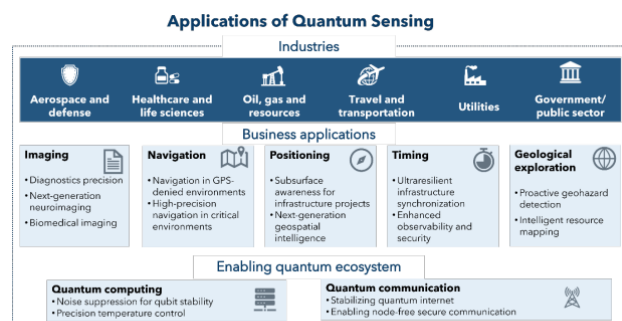 Applications of Quantum Sensing
Industries
Aerospace and
defense
Healthcare and
life sciences
Oil, gas and
resources
Travel and
transportation
Utilities
Government/
public sector
Business applications
Imaging
• Diagnostics precision
• Next-generation
neuroimaging
• Biomedical imaging
Navigation
• Navigation in GPS-
denied environments
• High-precision
navigation in critical
environments
Positioning
• Subsurface
awareness for
infrastructure projects
• Next-generation
geospatial
intelligence
Timing
• Ultraresilient
infrastructure
synchronization
• Enhanced
observability and
security
Geological
exploration
• Proactive geohazard
detection
• Intelligent resource
mapping
Enabling quantum ecosystem
Quantum computing
• Noise suppression for qubit stability
• Precision temperature control
Quantum communication
• Stabilizing quantum internet
• Enabling node-free secure communication